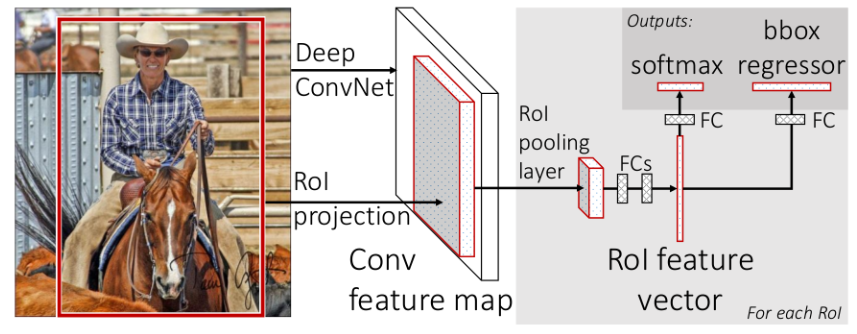 Outputs:
bbox
softmax regressor
Deep
ConvNet
FC
FC
RoI
pooling
layer
FCs
RoI
projection
Conv
feature map
RoI feature
vector
For each RoI